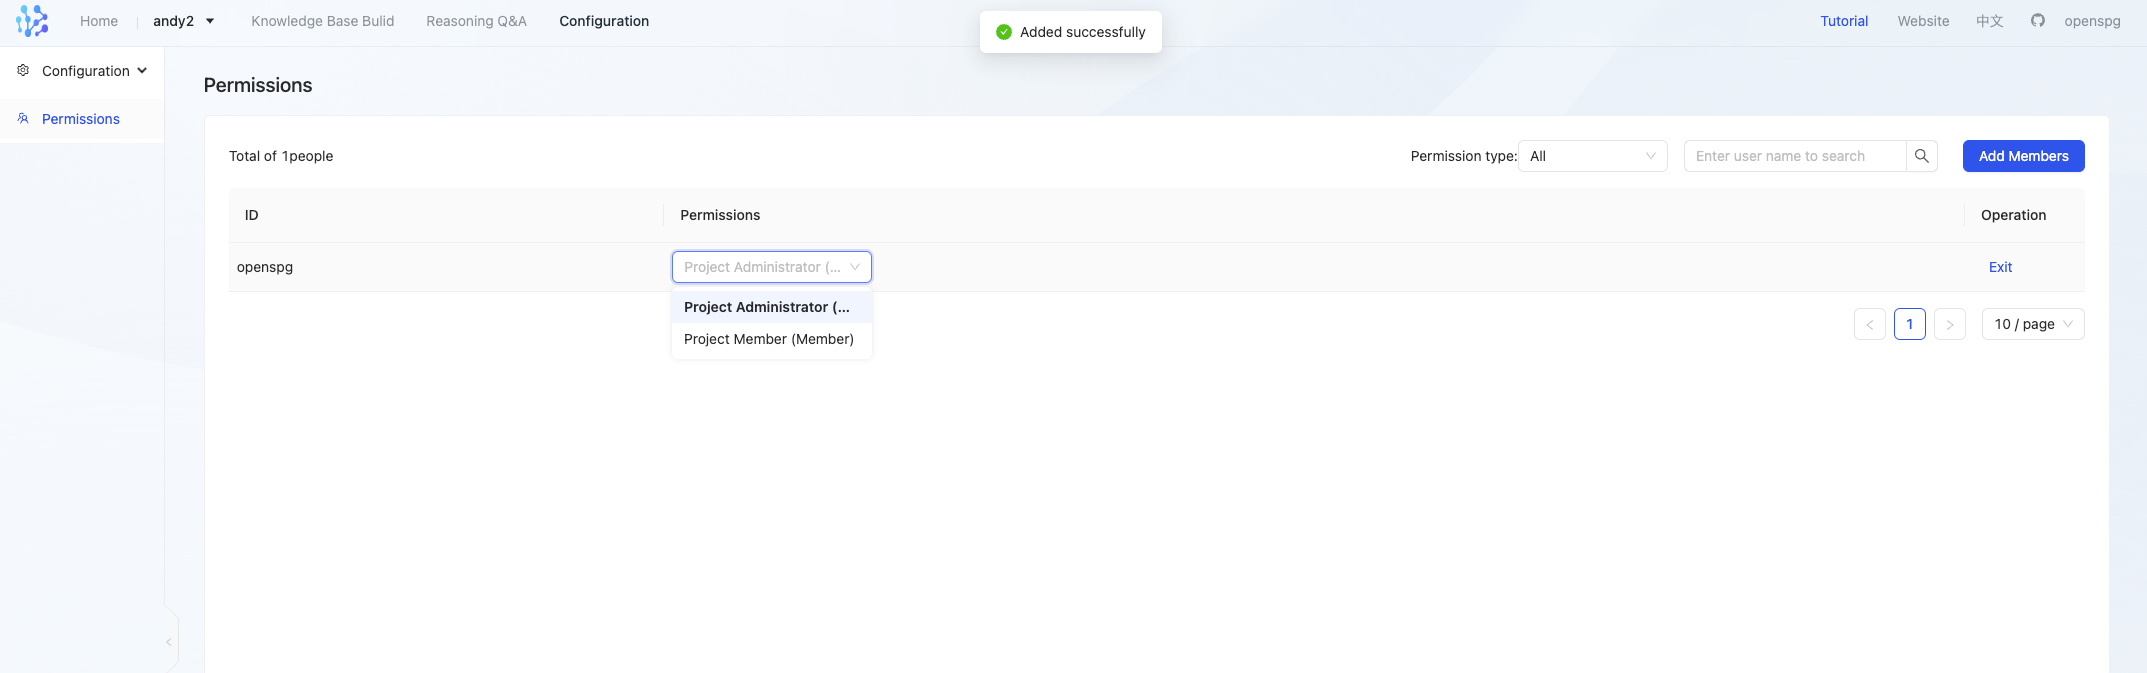 Home andy2 Knowledge Base Bulid Reasoning Q&A Configuration Added successfully Tutorial Website 中文 openspg
Configuration
Permissions
Permissions
Total of 1people Permission type: All Enter user name to search Add Members
ID Permissions Operation
openspg Project Administrator (... Exit
Project Administrator (...
Project Member (Member)
< 1 > 10 / page